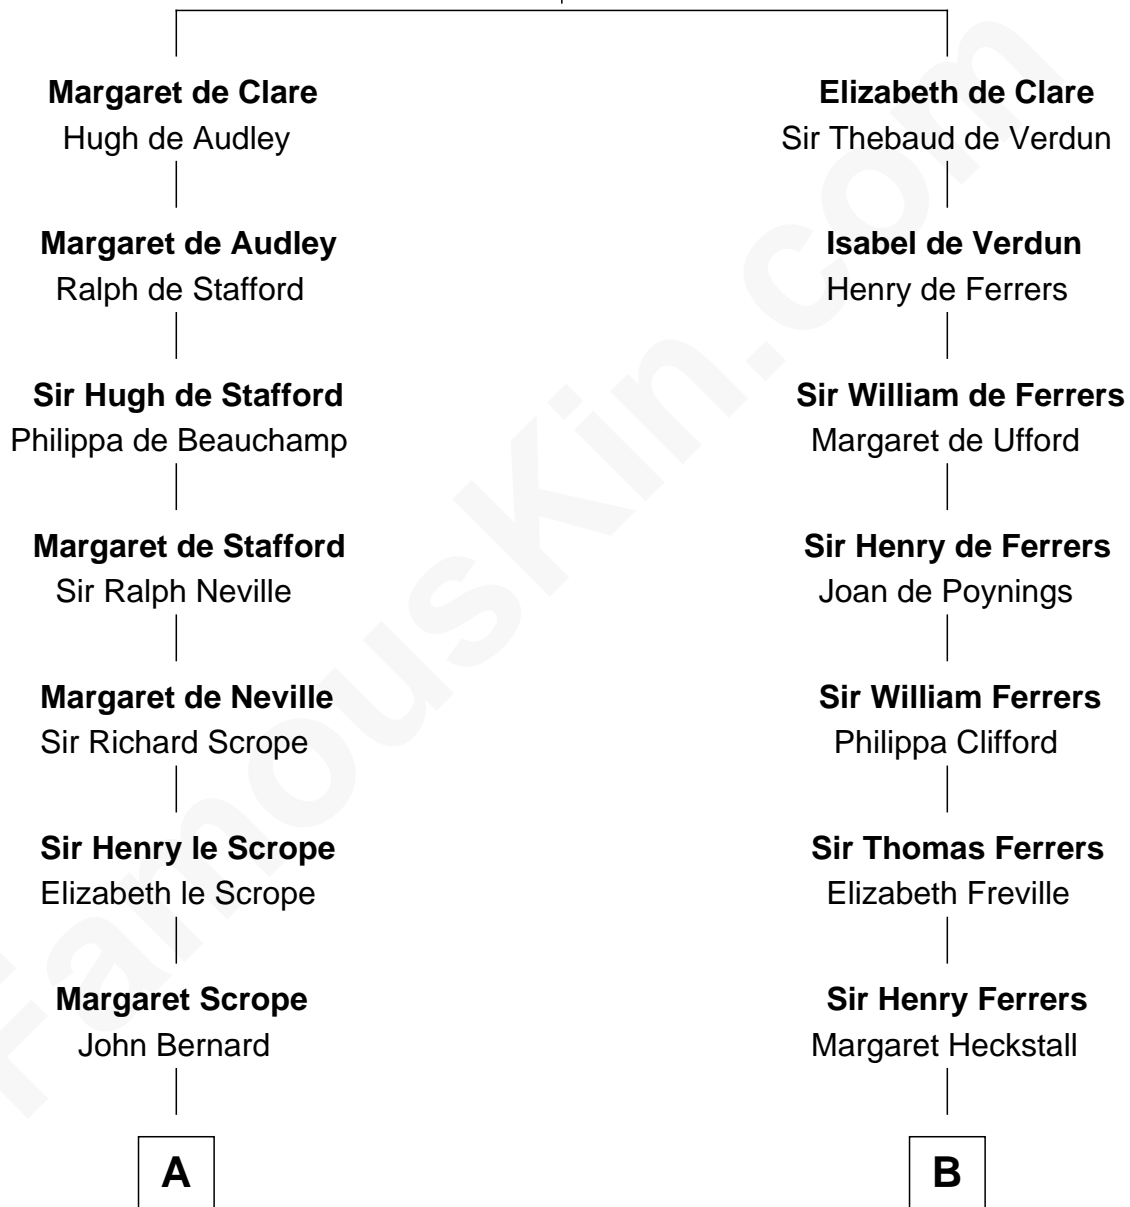 Margaret de Clare
Hugh de Audley
Margaret de Audley
Ralph de Stafford
Sir Hugh de Stafford
Philippa de Beauchamp
Margaret de Stafford
Sir Ralph Neville
Margaret de Neville
Sir Richard Scrope
Sir Henry le Scrope
Elizabeth le Scrope
Margaret Scrope
John Bernard
A
Elizabeth de Clare
Sir Thebaud de Verdun
Isabel de Verdun
Henry de Ferrers
Sir William de Ferrers
Margaret de Ufford
Sir Henry de Ferrers
Joan de Poynings
Sir William Ferrers
Philippa Clifford
Sir Thomas Ferrers
Elizabeth Freville
Sir Henry Ferrers
Margaret Heckstall
B
FamousKin.com